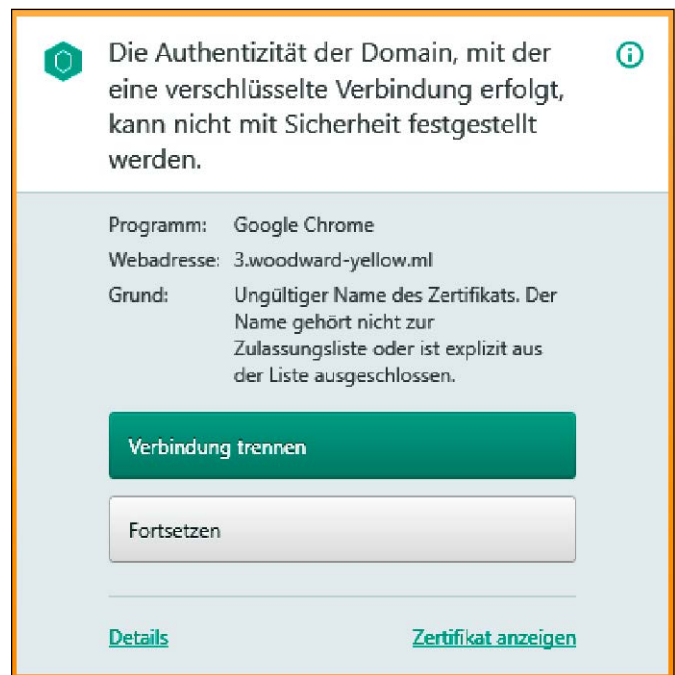 Die Authentizität der Domain, mit der
eine verschlüsselte Verbindung erfolgt,
kann nicht mit Sicherheit festgestellt
werden.
Programm: Google Chrome
Webadresse: 3.woodward-yellow.ml
Grund: Ungültiger Name des Zertifikats. Der
Name gehört nicht zur
Zulassungsliste oder ist explizit aus
der Liste ausgeschlossen.
Verbindung trennen
Fortsetzen
Details Zertifikat anzeigen